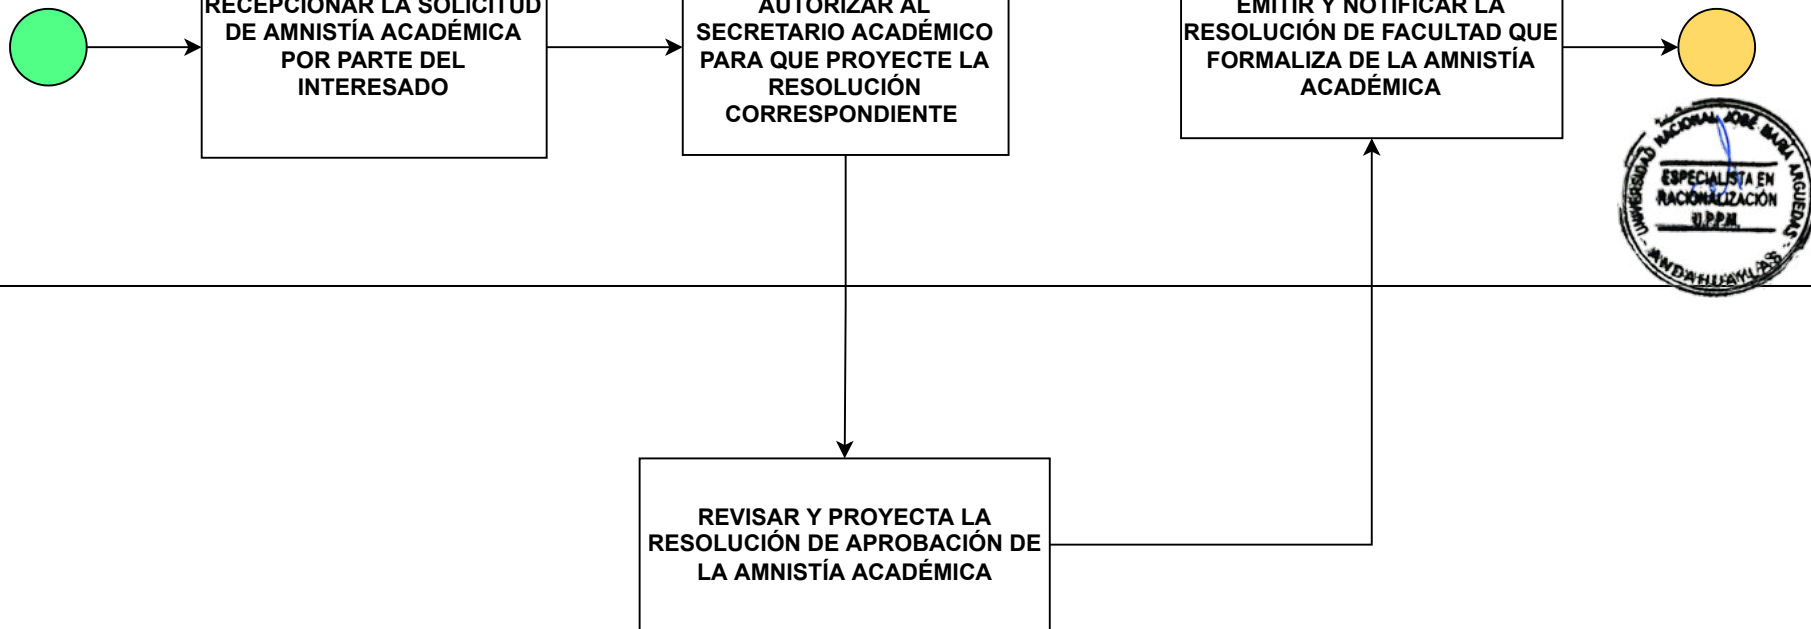 RECEPCIONAR LA SOLICITUD
DE AMNISTÍA ACADÉMICA
POR PARTE DEL
INTERESADO
AUTORIZAR AL
SECRETARIO ACADÉMICO
PARA QUE PROYECTE LA
RESOLUCIÓN
CORRESPONDIENTE
EMITIR Y NOTIFICAR LA
RESOLUCIÓN DE FACULTAD QUE
FORMALIZA DE LA AMNISTÍA
ACADÉMICA
UNIVERSIDAD NACIONAL JOSÉ MARÍA ARGUEDAS
ESPECIALISTA EN
RACIONALIZACIÓN
U.P.P.M.
ANDAHUAYLAS
REVISAR Y PROYECTA LA
RESOLUCIÓN DE APROBACIÓN DE
LA AMNISTÍA ACADÉMICA